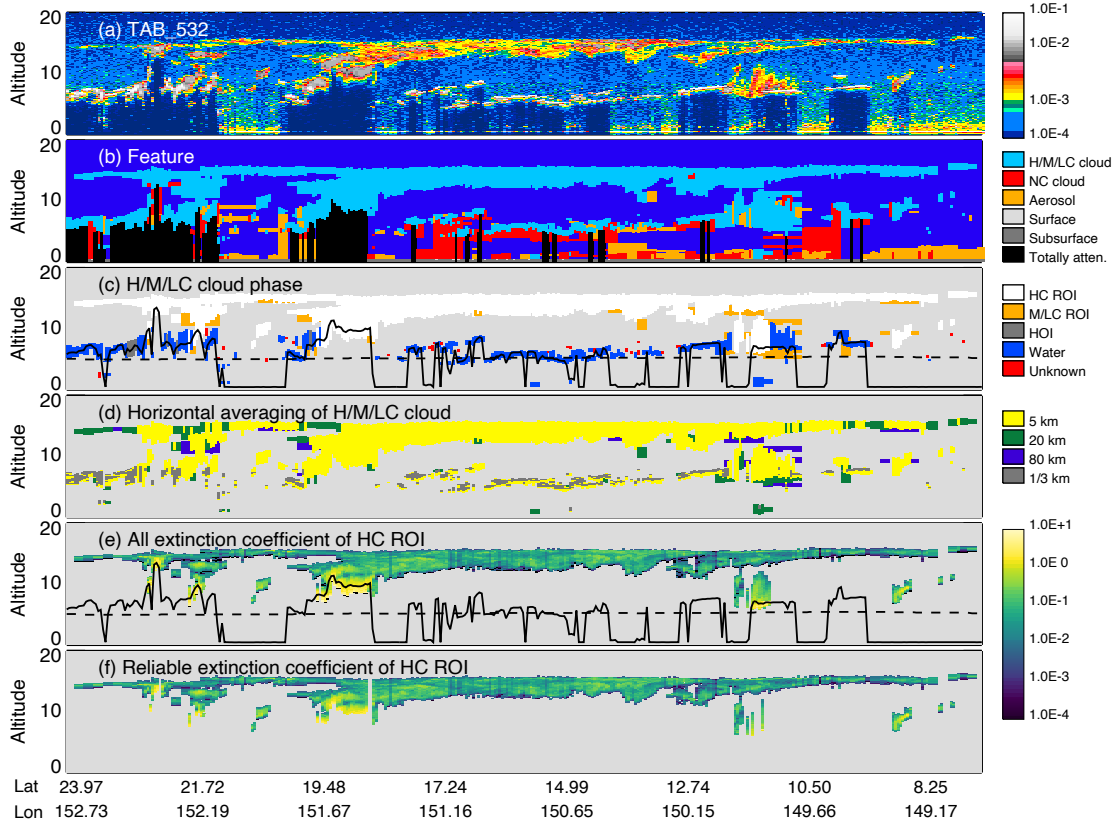 (a) TAB_532
20
10
0
Altitude
1.0E-1
1.0E-2
1.0E-3
1.0E-4
(b) Feature
20
10
0
Altitude
H/M/LC cloud
NC cloud
Aerosol
Surface
Subsurface
Totally atten.
(c) H/M/LC cloud phase
20
10
0
Altitude
HC ROI
M/LC ROI
HOI
Water
Unknown
(d) Horizontal averaging of H/M/LC cloud
20
10
0
Altitude
5 km
20 km
80 km
1/3 km
(e) All extinction coefficient of HC ROI
20
10
0
Altitude
1.0E+1
1.0E 0
1.0E-1
1.0E-2
1.0E-3
1.0E-4
(f) Reliable extinction coefficient of HC ROI
20
10
0
Altitude
Lat 23.97 21.72 19.48 17.24 14.99 12.74 10.50 8.25
Lon 152.73 152.19 151.67 151.16 150.65 150.15 149.66 149.17